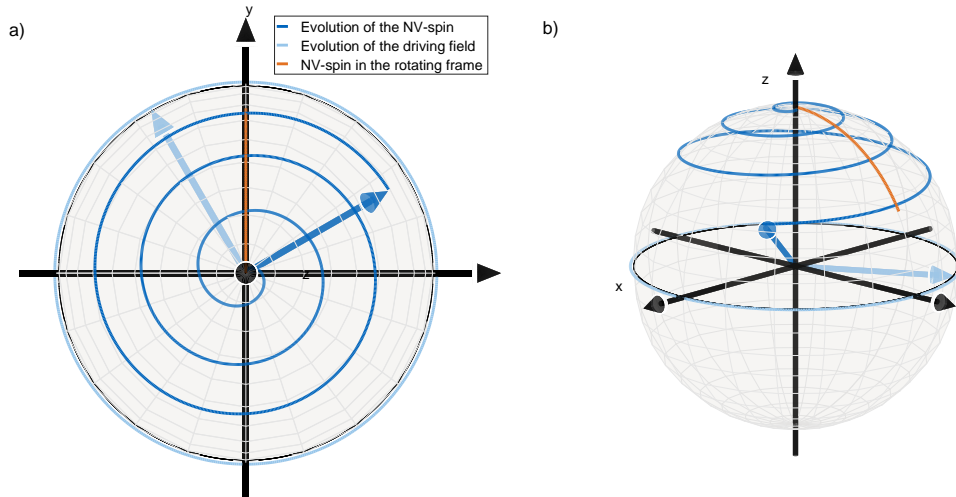 a)
y
Evolution of the NV-spin
Evolution of the driving field
NV-spin in the rotating frame
z
b)
z
x